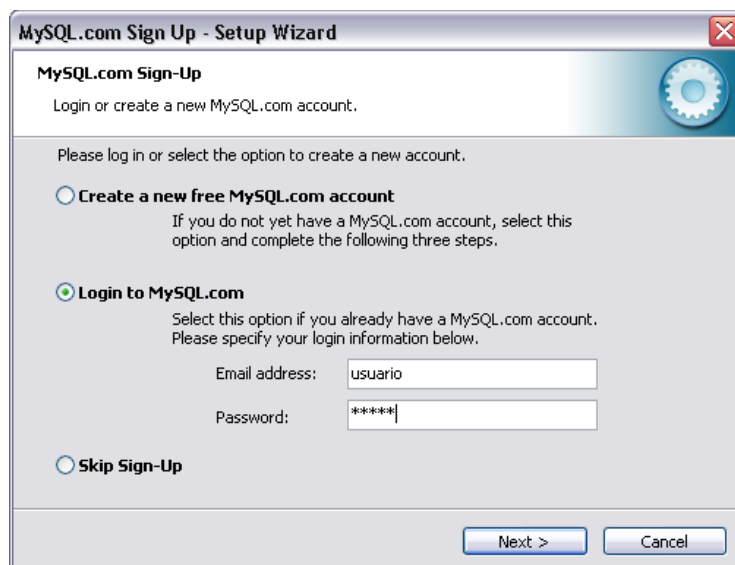 MySQL.com Sign Up - Setup Wizard
MySQL.com Sign-Up
Login or create a new MySQL.com account.
Please log in or select the option to create a new account.
Create a new free MySQL.com account
If you do not yet have a MySQL.com account, select this
option and complete the following three steps.
Login to MySQL.com
Select this option if you already have a MySQL.com account.
Please specify your login information below.
Email address: usuario
Password: *****
Skip Sign-Up
Next > Cancel